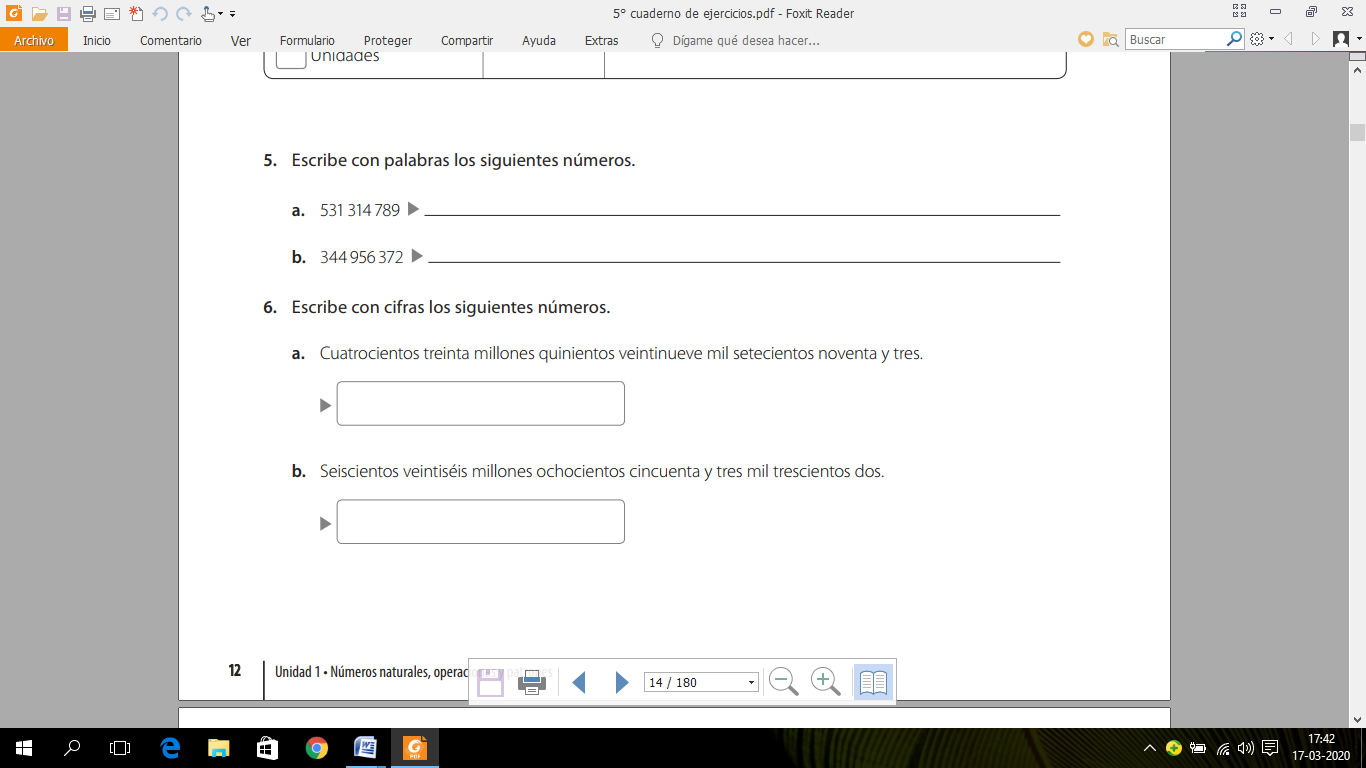 5° cuaderno de ejercicios.pdf - Foxit Reader
Archivo Inicio Comentario Ver Formulario Proteger Compartir Ayuda Extras Dígame qué desea hacer... Buscar
Unidades
5. Escribe con palabras los siguientes números.
a. 531 314 789
b. 344 956 372
6. Escribe con cifras los siguientes números.
a. Cuatrocientos treinta millones quinientos veintinueve mil setecientos noventa y tres.
b. Seiscientos veintiséis millones ochocientos cincuenta y tres mil trescientos dos.
12 Unidad 1 • Números naturales, operaciones y patrones
14 / 180
17:42
17-03-2020